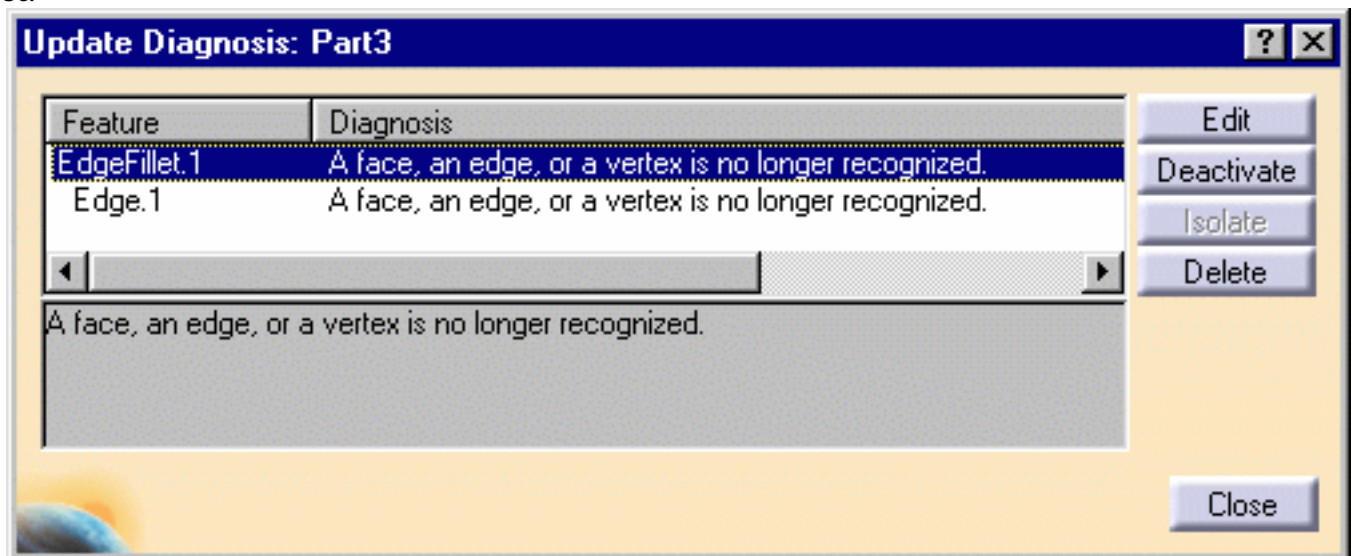 Update Diagnosis: Part3
Feature Diagnosis
EdgeFillet.1 A face, an edge, or a vertex is no longer recognized.
Edge.1 A face, an edge, or a vertex is no longer recognized.
Edit
Deactivate
Isolate
Delete
A face, an edge, or a vertex is no longer recognized.
Close